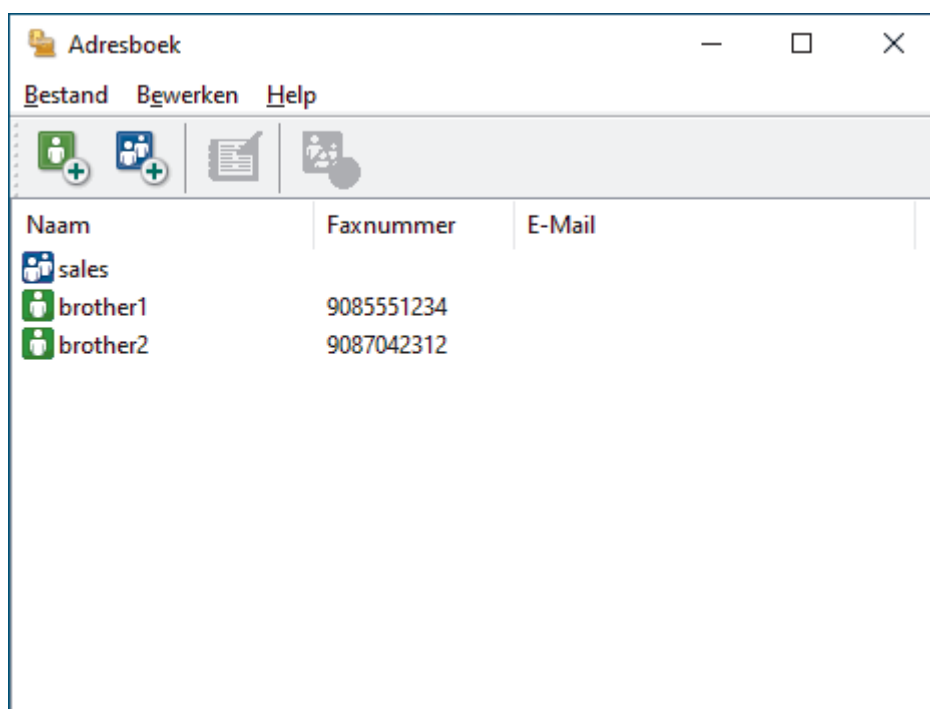 Adresboek
Bestand Bewerken Help
Naam Faxnummer E-Mail
sales
brother1 9085551234
brother2 9087042312